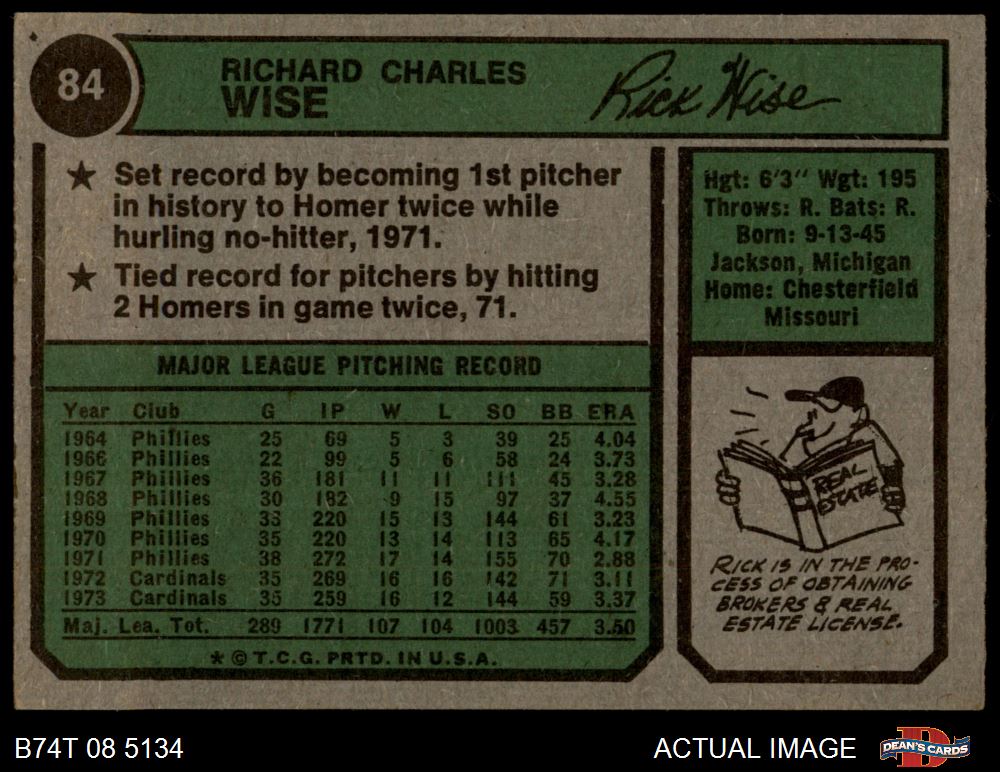 84
RICHARD CHARLES
WISE
Rick Wise
★ Set record by becoming 1st pitcher
in history to Homer twice while
hurling no-hitter, 1971.
★ Tied record for pitchers by hitting
2 Homers in game twice, 71.
Hgt: 6'3'' Wgt: 195
Throws: R. Bats: R.
Born: 9-13-45
Jackson, Michigan
Home: Chesterfield
Missouri
MAJOR LEAGUE PITCHING RECORD
Year Club G IP W L SO BB ERA
1964 Phillies 25 69 5 3 39 25 4.04
1966 Phillies 22 99 5 6 58 24 3.73
1967 Phillies 36 181 11 11 111 45 3.28
1968 Phillies 30 182 9 15 97 37 4.55
1969 Phillies 33 220 15 13 144 61 3.23
1970 Phillies 35 220 13 14 113 65 4.17
1971 Phillies 38 272 17 14 155 70 2.88
1972 Cardinals 35 269 16 16 142 71 3.11
1973 Cardinals 35 259 16 12 144 59 3.37
Maj. Lea. Tot. 289 1771 107 104 1003 457 3.50
* © T.C.G. PRTD. IN U.S.A.
REAL
ESTATE
RICK IS IN THE PRO-
CESS OF OBTAINING
BROKERS & REAL
ESTATE LICENSE.
B74T 08 5134
ACTUAL IMAGE
D
DEAN'S CARDS